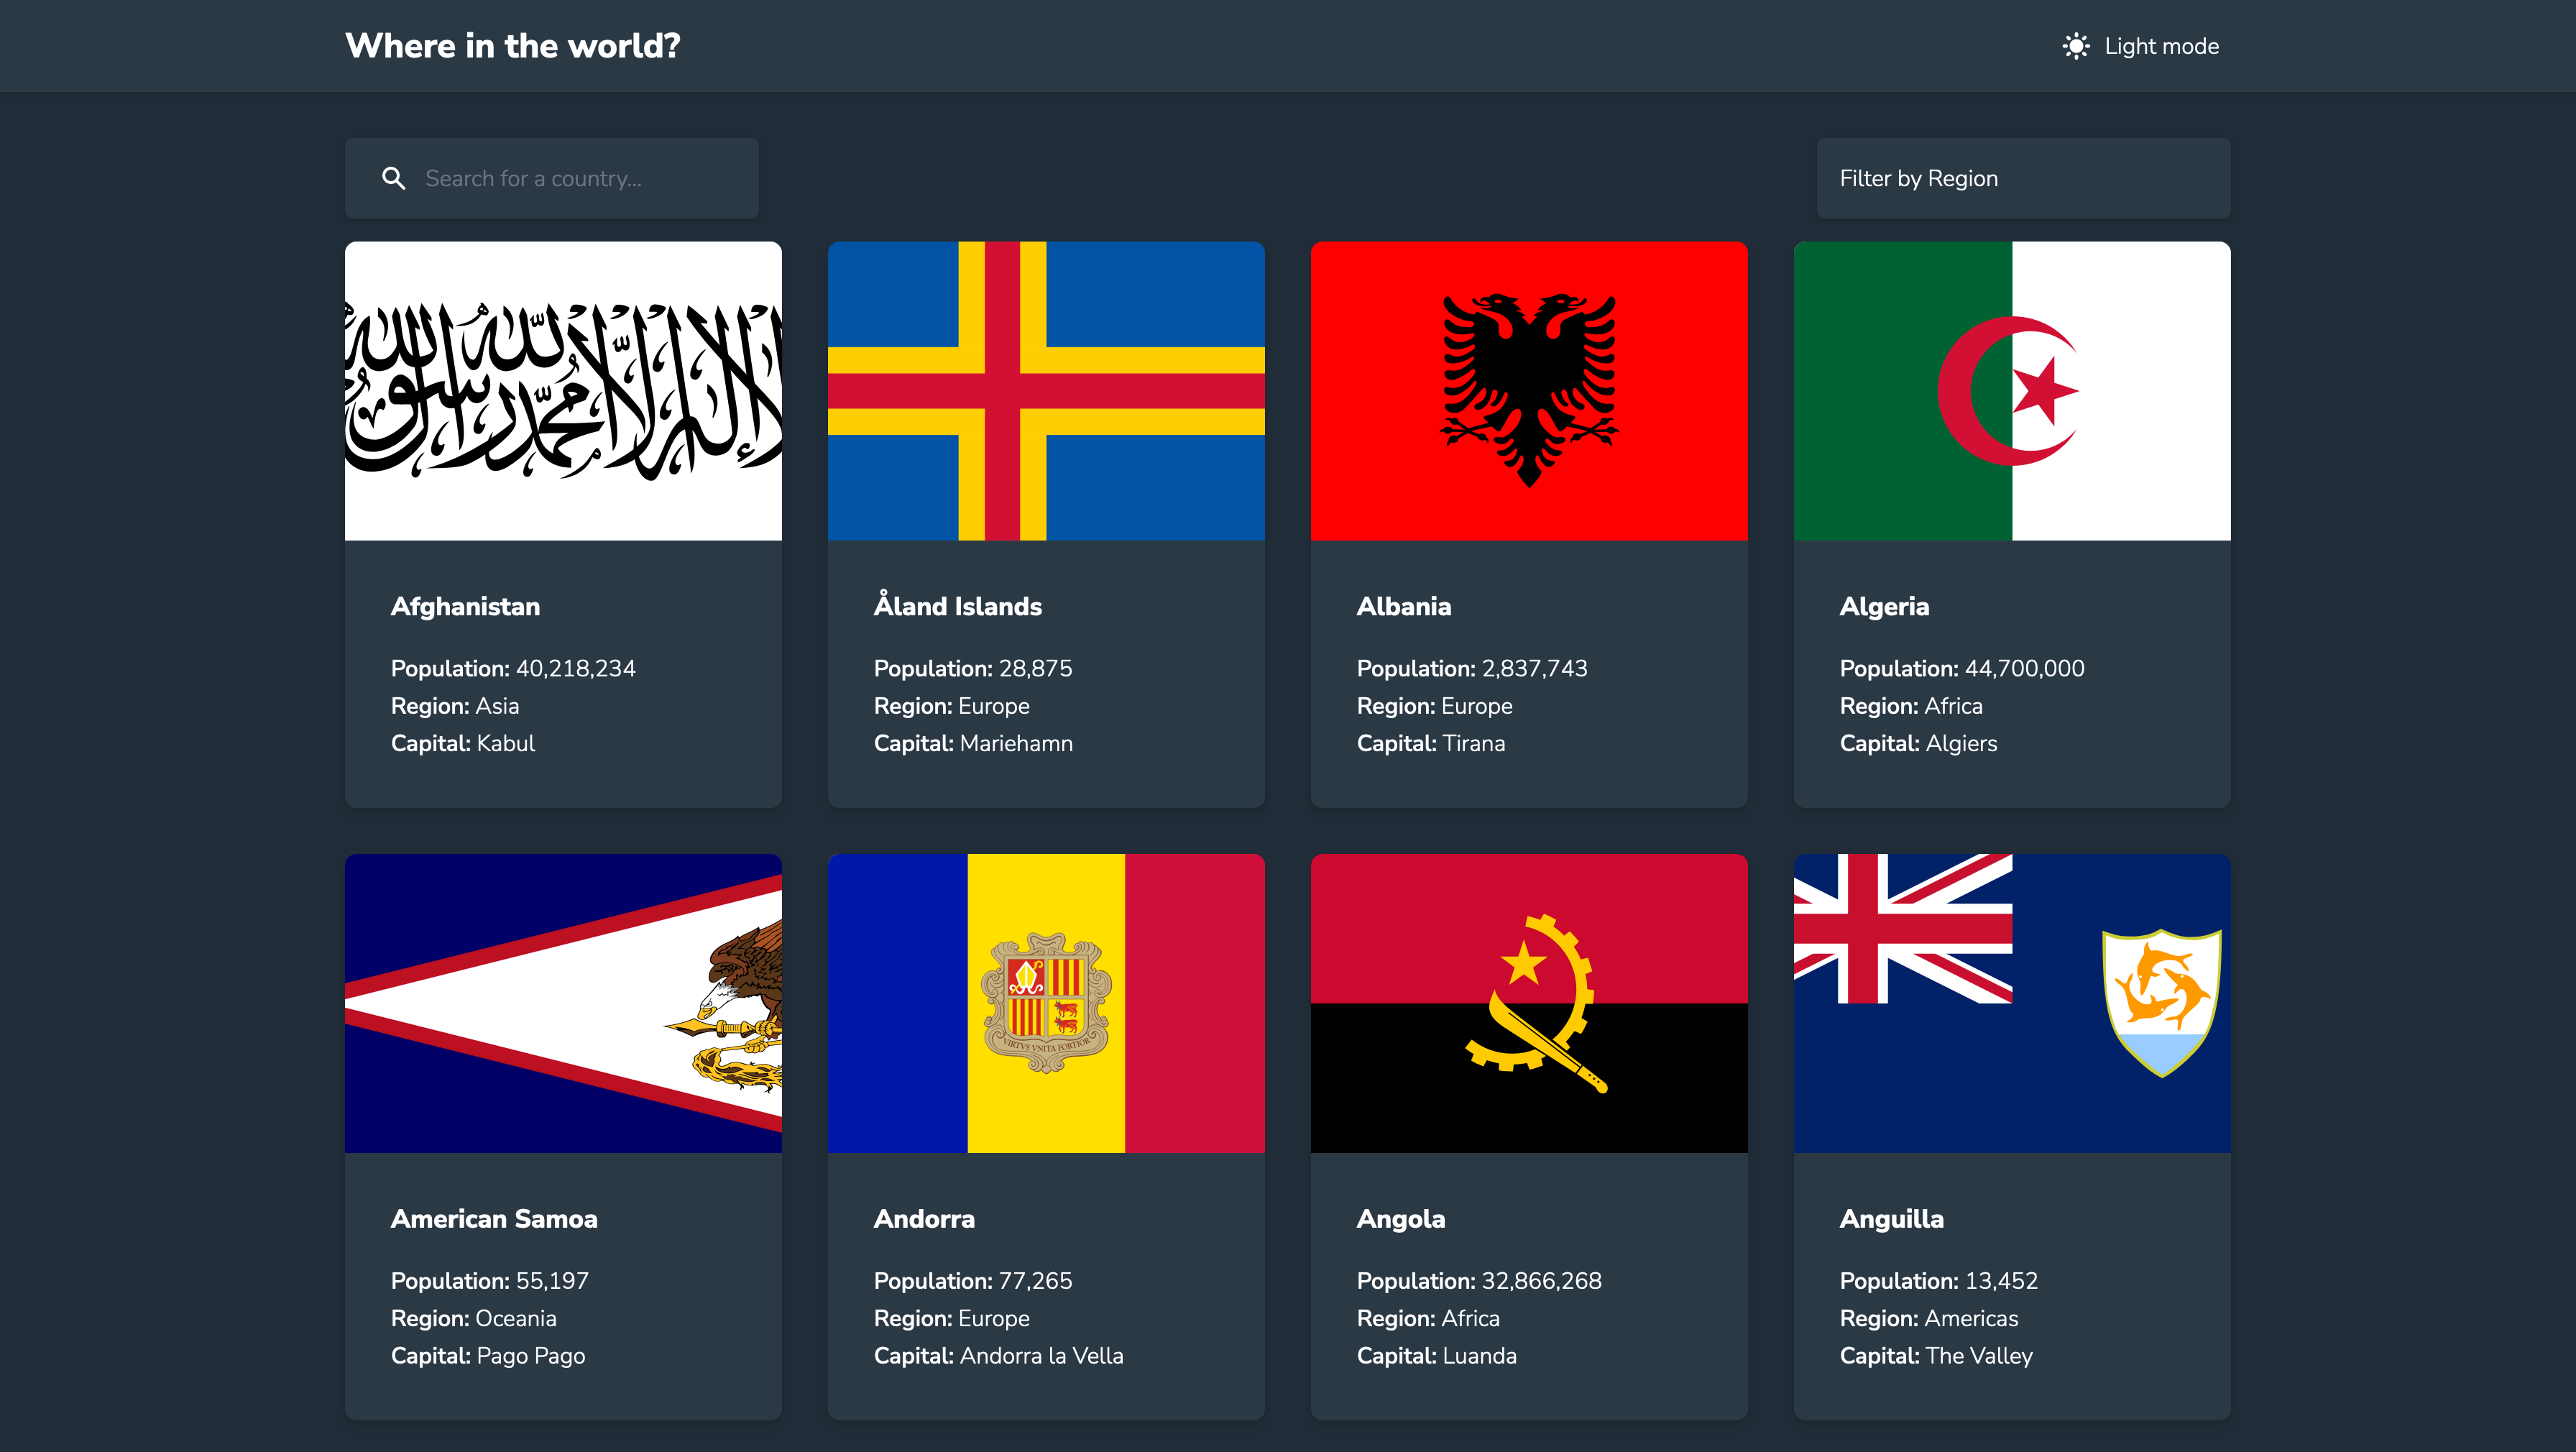 Where in the world?
Light mode
Search for a country...
Filter by Region
Afghanistan
Population: 40,218,234
Region: Asia
Capital: Kabul
Åland Islands
Population: 28,875
Region: Europe
Capital: Mariehamn
Albania
Population: 2,837,743
Region: Europe
Capital: Tirana
Algeria
Population: 44,700,000
Region: Africa
Capital: Algiers
VIRTVS VNITA FORTIOR
American Samoa
Population: 55,197
Region: Oceania
Capital: Pago Pago
Andorra
Population: 77,265
Region: Europe
Capital: Andorra la Vella
Angola
Population: 32,866,268
Region: Africa
Capital: Luanda
Anguilla
Population: 13,452
Region: Americas
Capital: The Valley